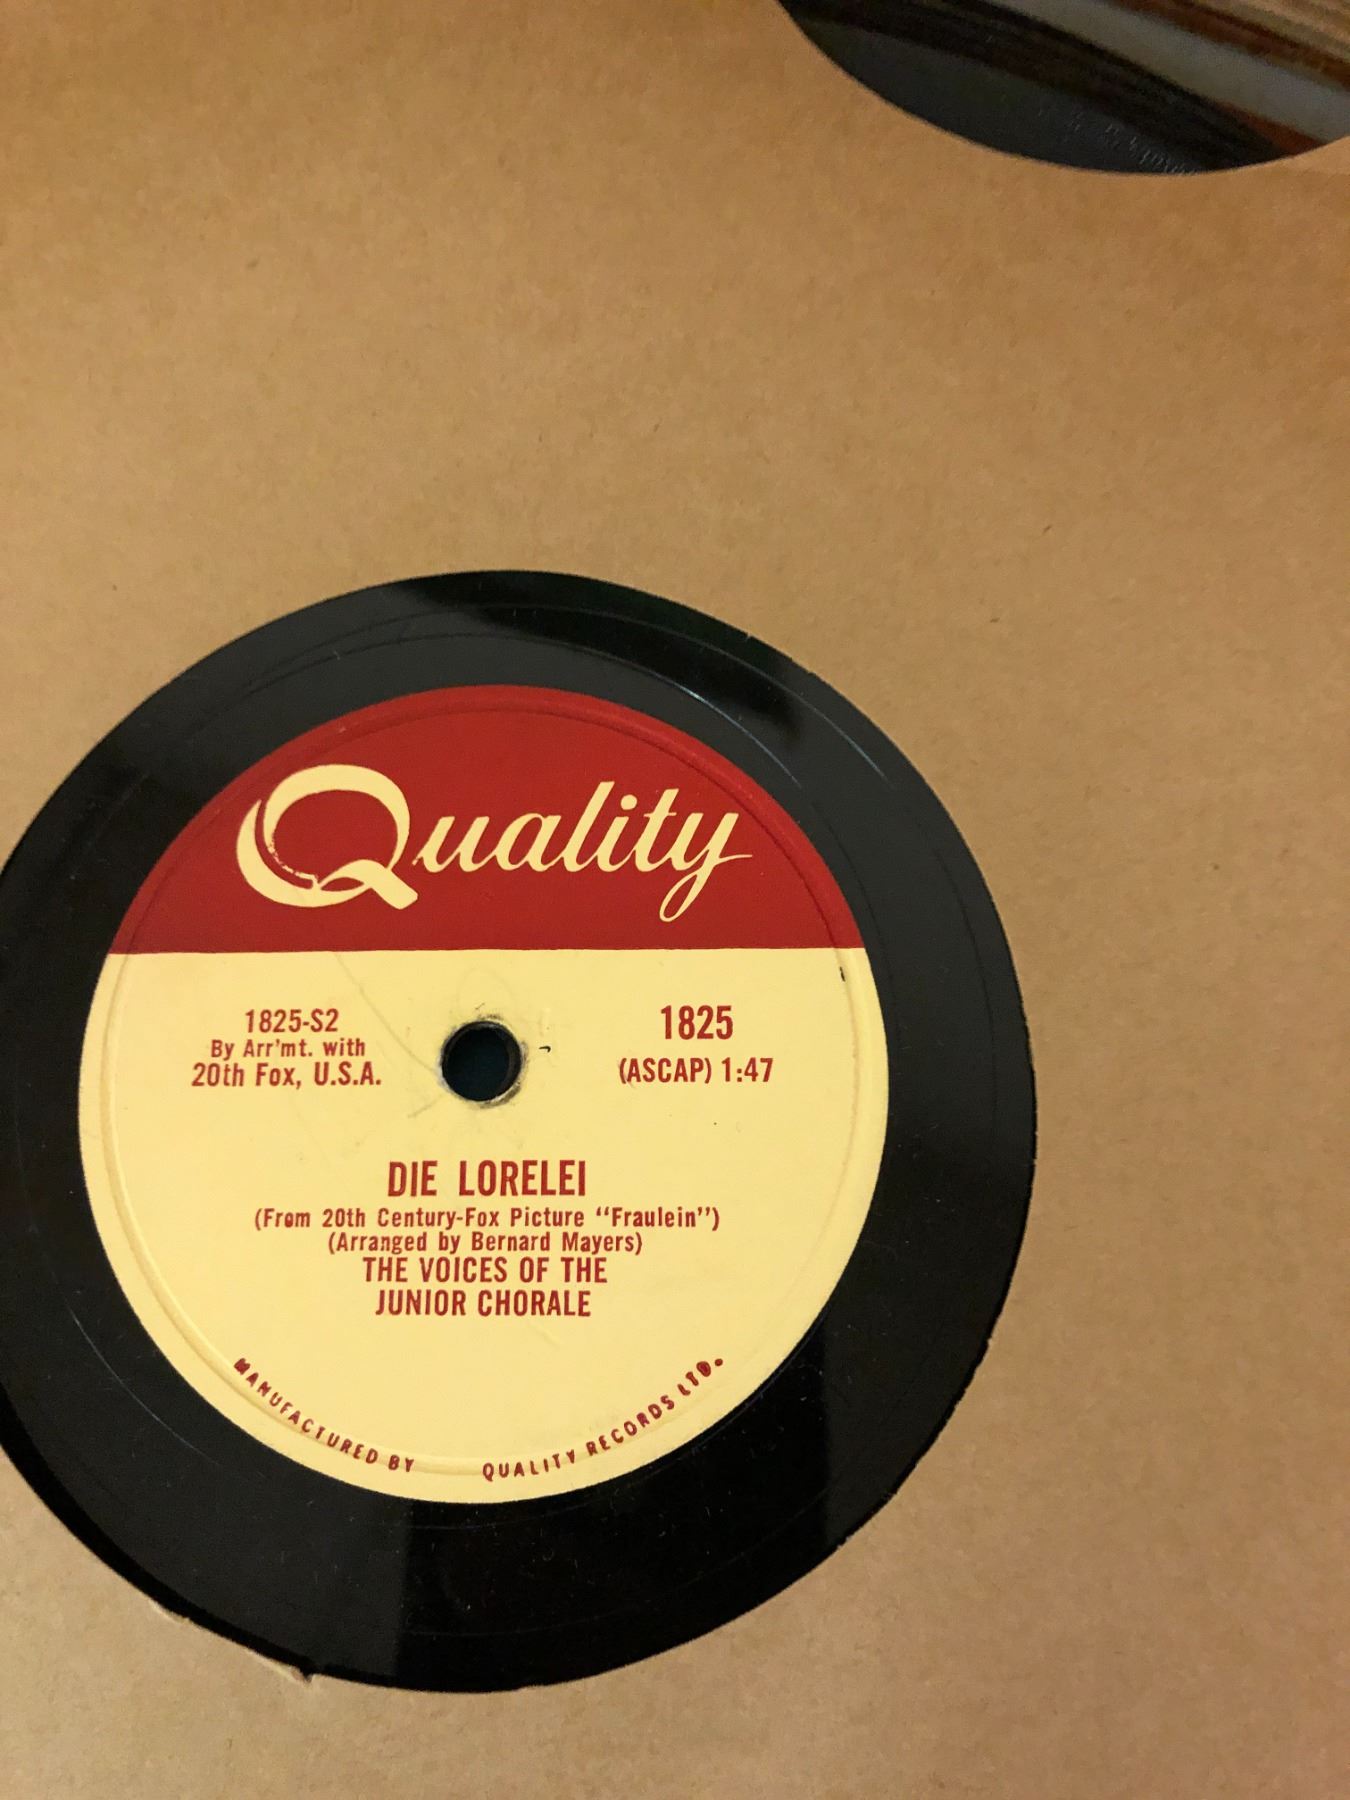 Quality
1825-S2
By Arr'mt. with
20th Fox, U.S.A.
1825
(ASCAP) 1:47
DIE LORELEI
(From 20th Century-Fox Picture "Fraulein")
(Arranged by Bernard Mayers)
THE VOICES OF THE
JUNIOR CHORALE
MANUFACTURED BY QUALITY RECORDS LTD.